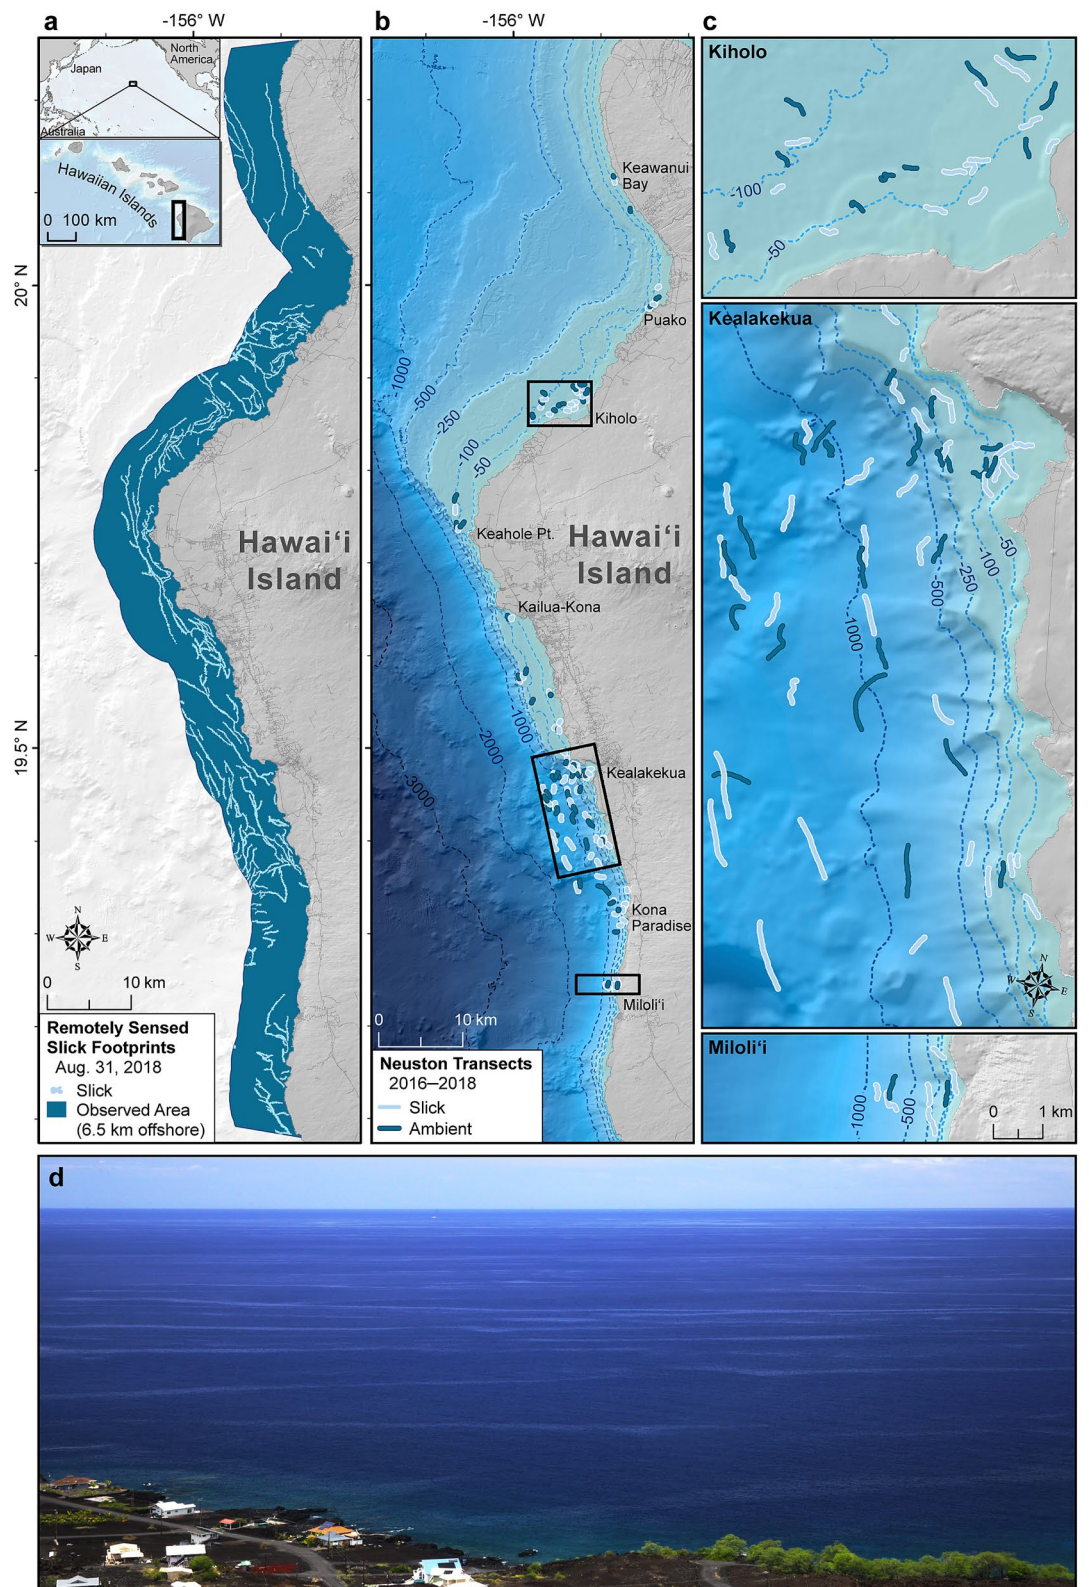 a
-156° W
b
-156° W
c
Japan
North
America
Australia
Hawaiian Islands
0 100 km
20° N
19.5° N
Hawai‘i
Island
N
W
E
S
0
10 km
Remotely Sensed
Slick Footprints
Aug. 31, 2018
Slick
Observed Area
(6.5 km offshore)
Keawanui
Bay
Puako
-1000
-500
-250
-100
-50
Kiholo
Keahole Pt.
Hawai‘i
Island
Kailua-Kona
-1000
-2000
-3000
Kealakekua
Kona
Paradise
Miloli‘i
0
10 km
Neuston Transects
2016–2018
Slick
Ambient
Kiholo
-100
-50
Kealakekua
-50
-100
-250
-500
-1000
N
W
E
S
Miloli‘i
-1000
-500
0
1 km
d